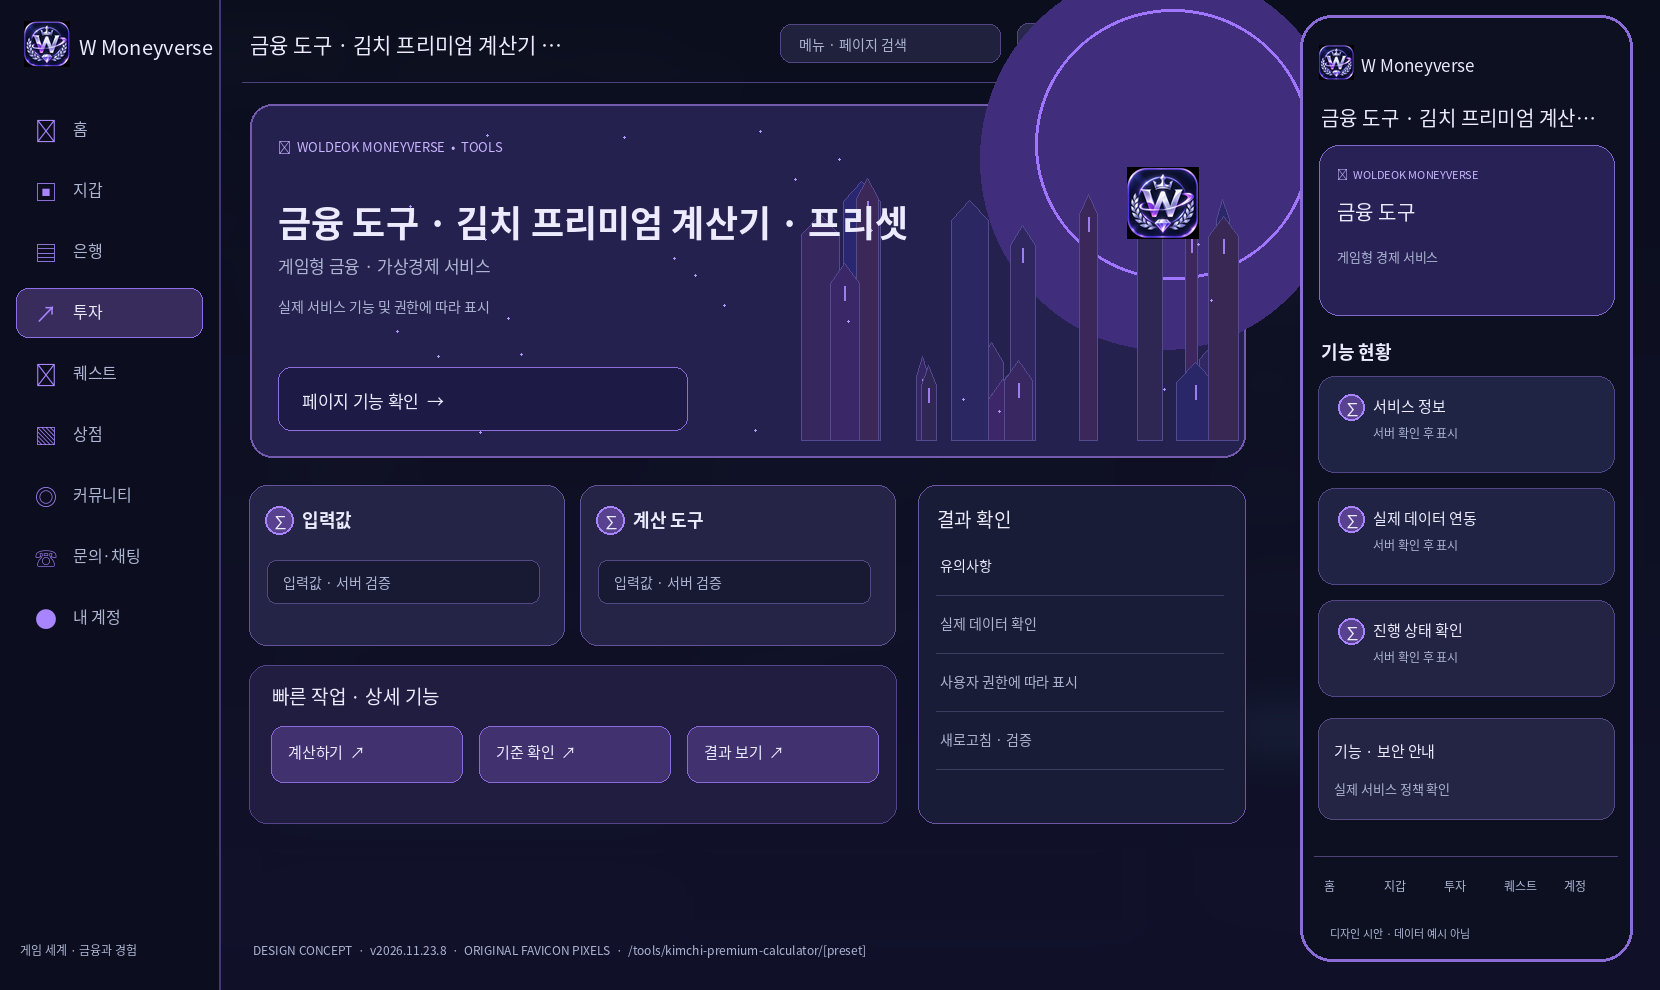 W Moneyverse
홈
지갑
은행
투자
퀘스트
상점
커뮤니티
문의·채팅
내 계정
게임 세계 · 금융과 경험
금융 도구 · 김치 프리미엄 계산기 …
메뉴 · 페이지 검색
WOLDEOK MONEYVERSE • TOOLS
금융 도구 · 김치 프리미엄 계산기 · 프리셋
게임형 금융 · 가상경제 서비스
실제 서비스 기능 및 권한에 따라 표시
페이지 기능 확인 →
∑ 입력값
입력값 · 서버 검증
∑ 계산 도구
입력값 · 서버 검증
빠른 작업 · 상세 기능
계산하기 ↗
기준 확인 ↗
결과 보기 ↗
결과 확인
유의사항
실제 데이터 확인
사용자 권한에 따라 표시
새로고침 · 검증
DESIGN CONCEPT · v2026.11.23.8 · ORIGINAL FAVICON PIXELS · /tools/kimchi-premium-calculator/[preset]
W Moneyverse
금융 도구 · 김치 프리미엄 계산…
WOLDEOK MONEYVERSE
금융 도구
게임형 경제 서비스
기능 현황
∑ 서비스 정보
서버 확인 후 표시
∑ 실제 데이터 연동
서버 확인 후 표시
∑ 진행 상태 확인
서버 확인 후 표시
기능 · 보안 안내
실제 서비스 정책 확인
홈 지갑 투자 퀘스트 계정
디자인 시안 · 데이터 예시 아님